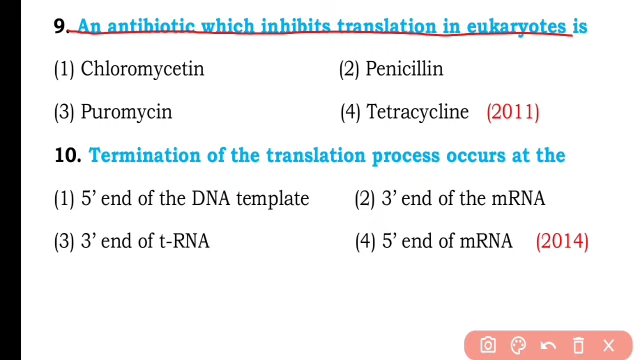 9. An antibiotic which inhibits translation in eukaryotes is
(1) Chloromycetin (2) Penicillin
(3) Puromycin (4) Tetracycline (2011)
10. Termination of the translation process occurs at the
(1) 5' end of the DNA template (2) 3' end of the mRNA
(3) 3' end of t-RNA (4) 5' end of mRNA (2014)